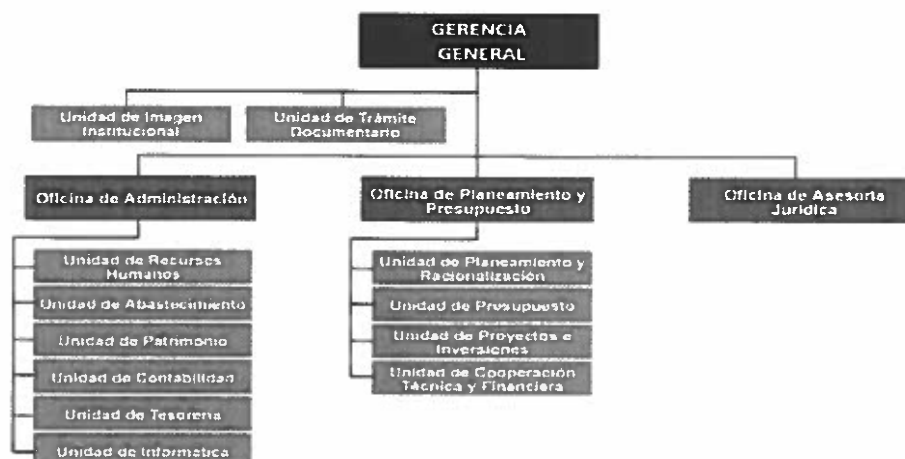 GERENCIA
GENERAL
Unidad de Imagen
Institucional
Unidad de Trámite
Documentario
Oficina de Administración
Oficina de Planeamiento y
Presupuesto
Oficina de Asesoría
Jurídica
Unidad de Recursos
Humanos
Unidad de Abastecimiento
Unidad de Patrimonio
Unidad de Contabilidad
Unidad de Tesorería
Unidad de Informática
Unidad de Planeamiento y
Racionalización
Unidad de Presupuesto
Unidad de Proyectos e
Inversiones
Unidad de Cooperación
Técnica y Financiera